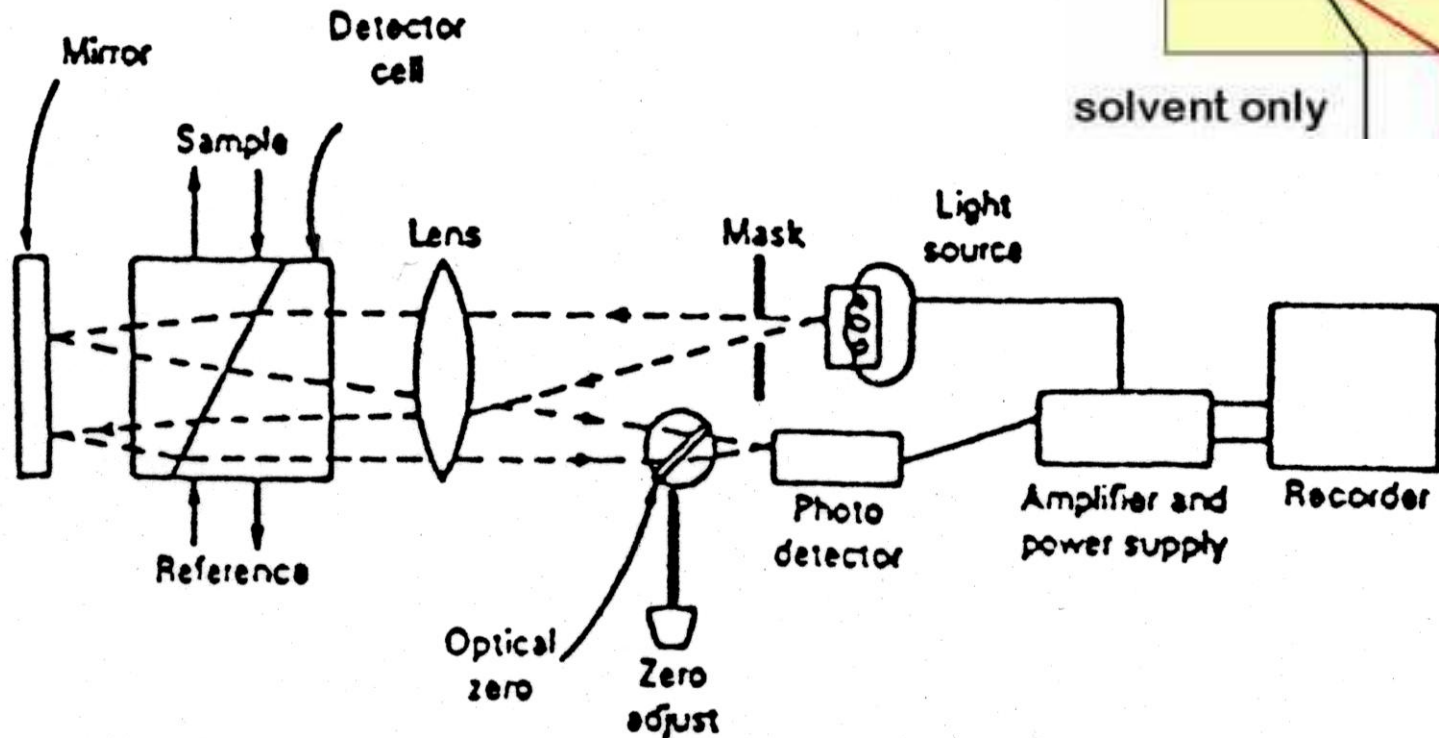 Mirror
Detector
cell
Sample
solvent only
Lens
Mask
Light
source
Reference
Photo
detector
Amplifier and
power supply
Recorder
Optical
zero
Zero
adjust